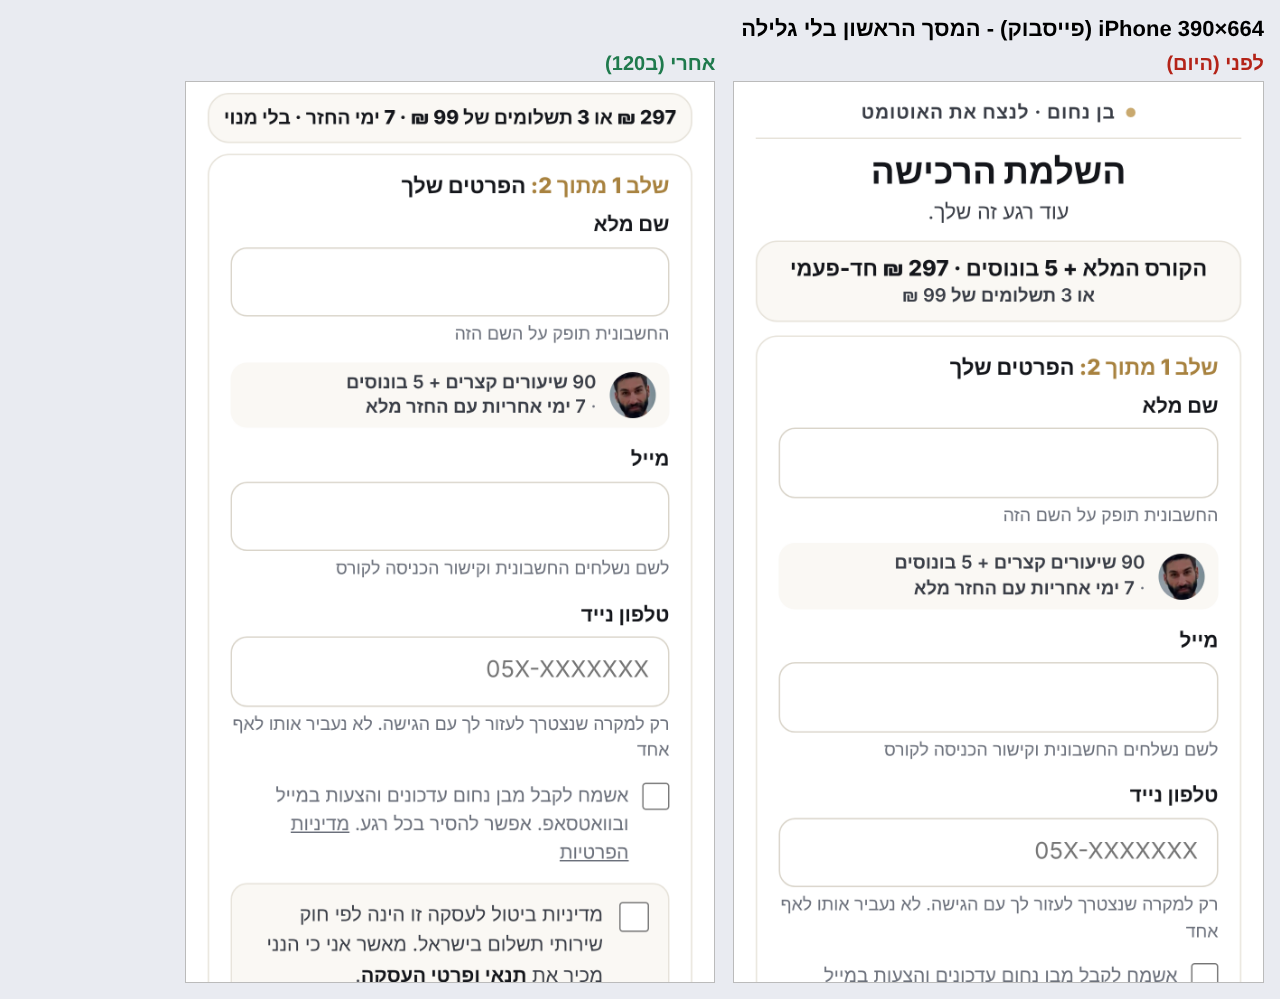 iPhone 390×664 (פייסבוק) - המסך הראשון בלי גלילה
לפני (היום)
בן נחום · לנצח את האוטומט
השלמת הרכישה
עוד רגע זה שלך.
הקורס המלא + 5 בונוסים · 297 ₪ חד-פעמי
או 3 תשלומים של 99 ₪
שלב 1 מתוך 2: הפרטים שלך
שם מלא
החשבונית תופק על השם הזה
90 שיעורים קצרים + 5 בונוסים
· 7 ימי אחריות עם החזר מלא
מייל
לשם נשלחים החשבונית וקישור הכניסה לקורס
טלפון נייד
05X-XXXXXXX
רק למקרה שנצטרך לעזור לך עם הגישה. לא נעביר אותו לאף
אחד
אשמח לקבל מבן נחום עדכונים והצעות במייל
אחרי (ב120)
297 ₪ או 3 תשלומים של 99 ₪ · 7 ימי החזר · בלי מנוי
שלב 1 מתוך 2: הפרטים שלך
שם מלא
החשבונית תופק על השם הזה
90 שיעורים קצרים + 5 בונוסים
· 7 ימי אחריות עם החזר מלא
מייל
לשם נשלחים החשבונית וקישור הכניסה לקורס
טלפון נייד
05X-XXXXXXX
רק למקרה שנצטרך לעזור לך עם הגישה. לא נעביר אותו לאף
אחד
אשמח לקבל מבן נחום עדכונים והצעות במייל
ובוואטסאפ. אפשר להסיר בכל רגע. מדיניות
הפרטיות
מדיניות ביטול לעסקה זו הינה לפי חוק
שירותי תשלום בישראל. מאשר אני כי הנני
מכיר את תנאי ופרטי העסקה.